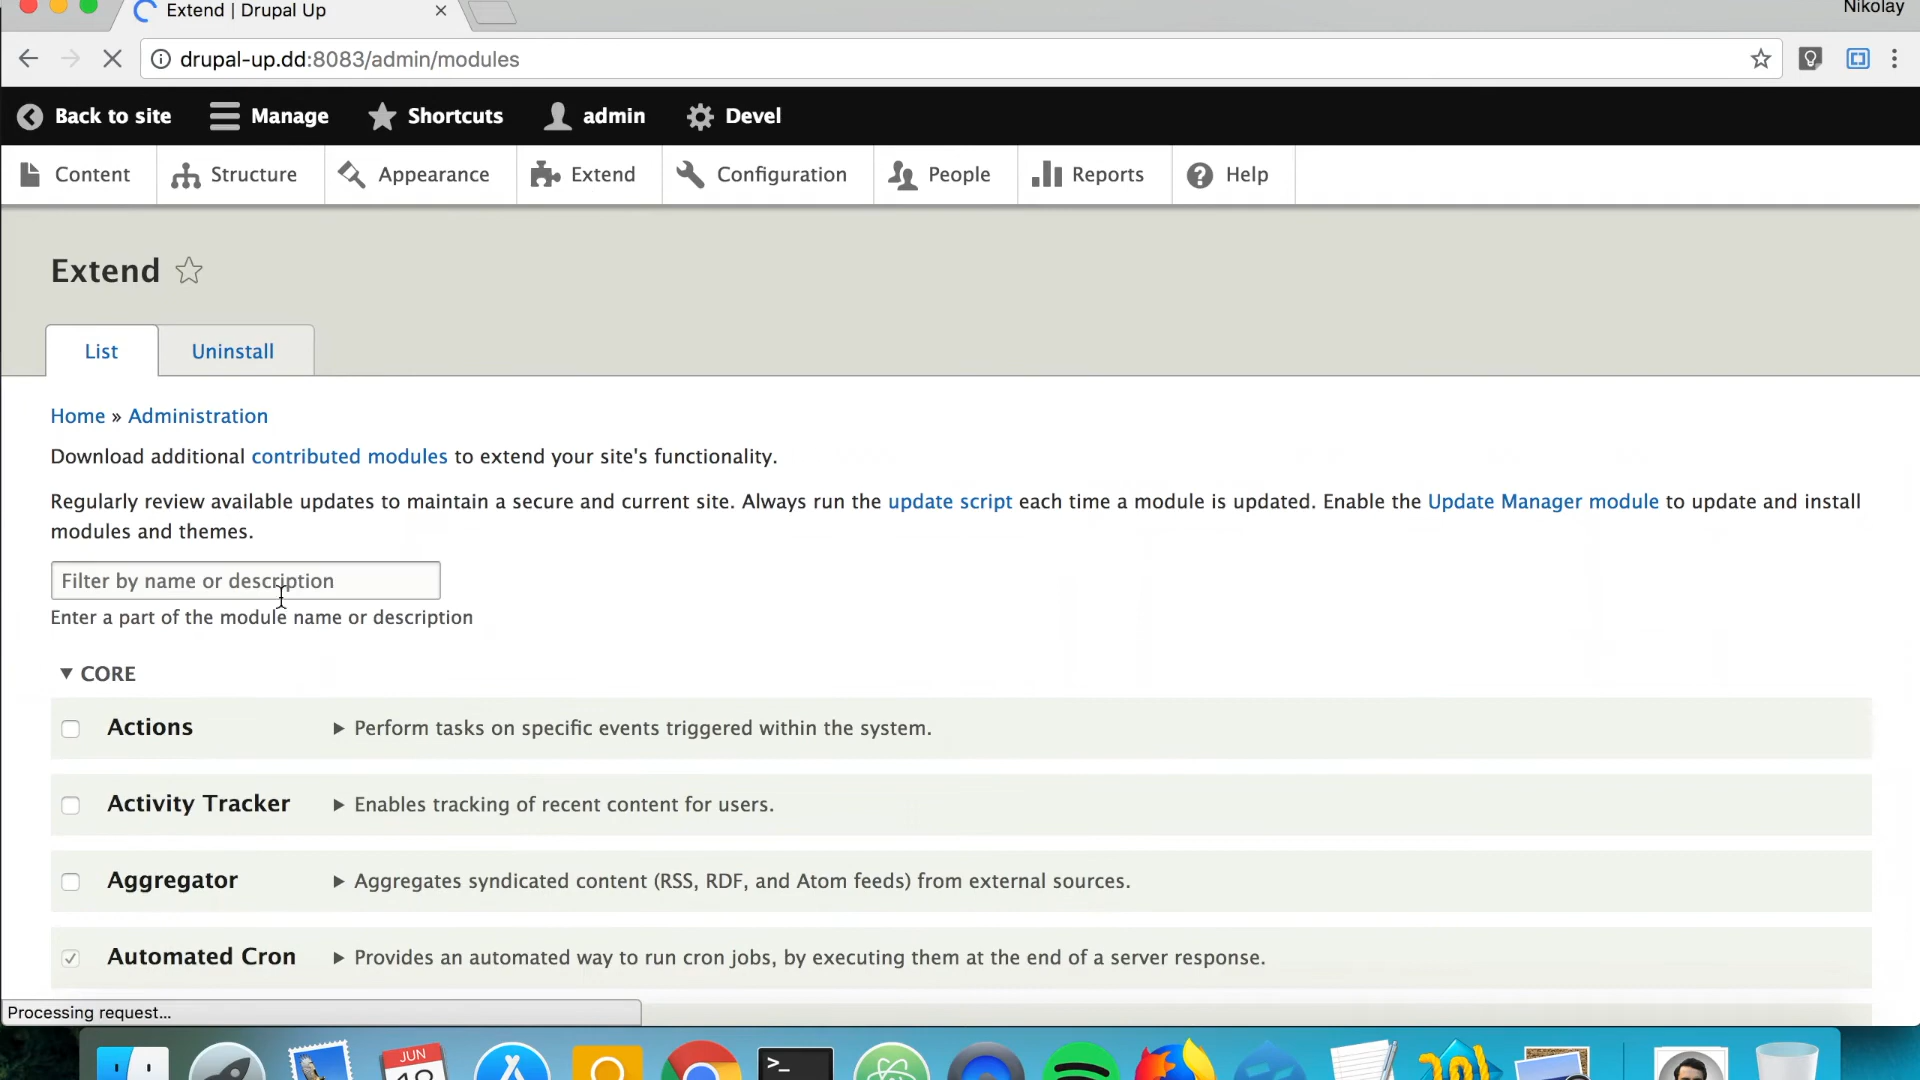 Extend | Drupal Up
Nikolay
drupal-up.dd:8083/admin/modules
Back to site Manage Shortcuts admin Devel
Content Structure Appearance Extend Configuration People Reports Help
Extend
List Uninstall
Home » Administration
Download additional contributed modules to extend your site's functionality.
Regularly review available updates to maintain a secure and current site. Always run the update script each time a module is updated. Enable the Update Manager module to update and install
modules and themes.
Filter by name or description
Enter a part of the module name or description
▼ CORE
Actions ▶ Perform tasks on specific events triggered within the system.
Activity Tracker ▶ Enables tracking of recent content for users.
Aggregator ▶ Aggregates syndicated content (RSS, RDF, and Atom feeds) from external sources.
Automated Cron ▶ Provides an automated way to run cron jobs, by executing them at the end of a server response.
Processing request...
JUN